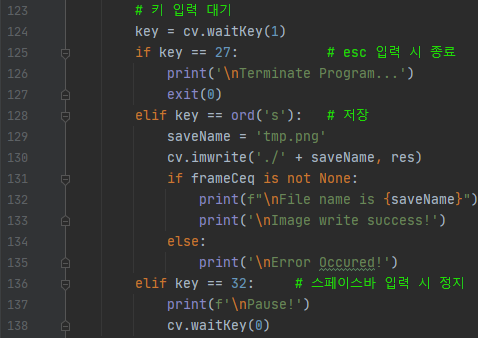 123 # 키 입력 대기
124 key = cv.waitKey(1)
125 if key == 27: # esc 입력 시 종료
126 print('\nTerminate Program...')
127 exit(0)
128 elif key == ord('s'): # 저장
129 saveName = 'tmp.png'
130 cv.imwrite('./' + saveName, res)
131 if frameCeq is not None:
132 print(f"\nFile name is {saveName}")
133 print('\nImage write success!')
134 else:
135 print('\nError Occured!')
136 elif key == 32: # 스페이스바 입력 시 정지
137 print(f'\nPause!')
138 cv.waitKey(0)